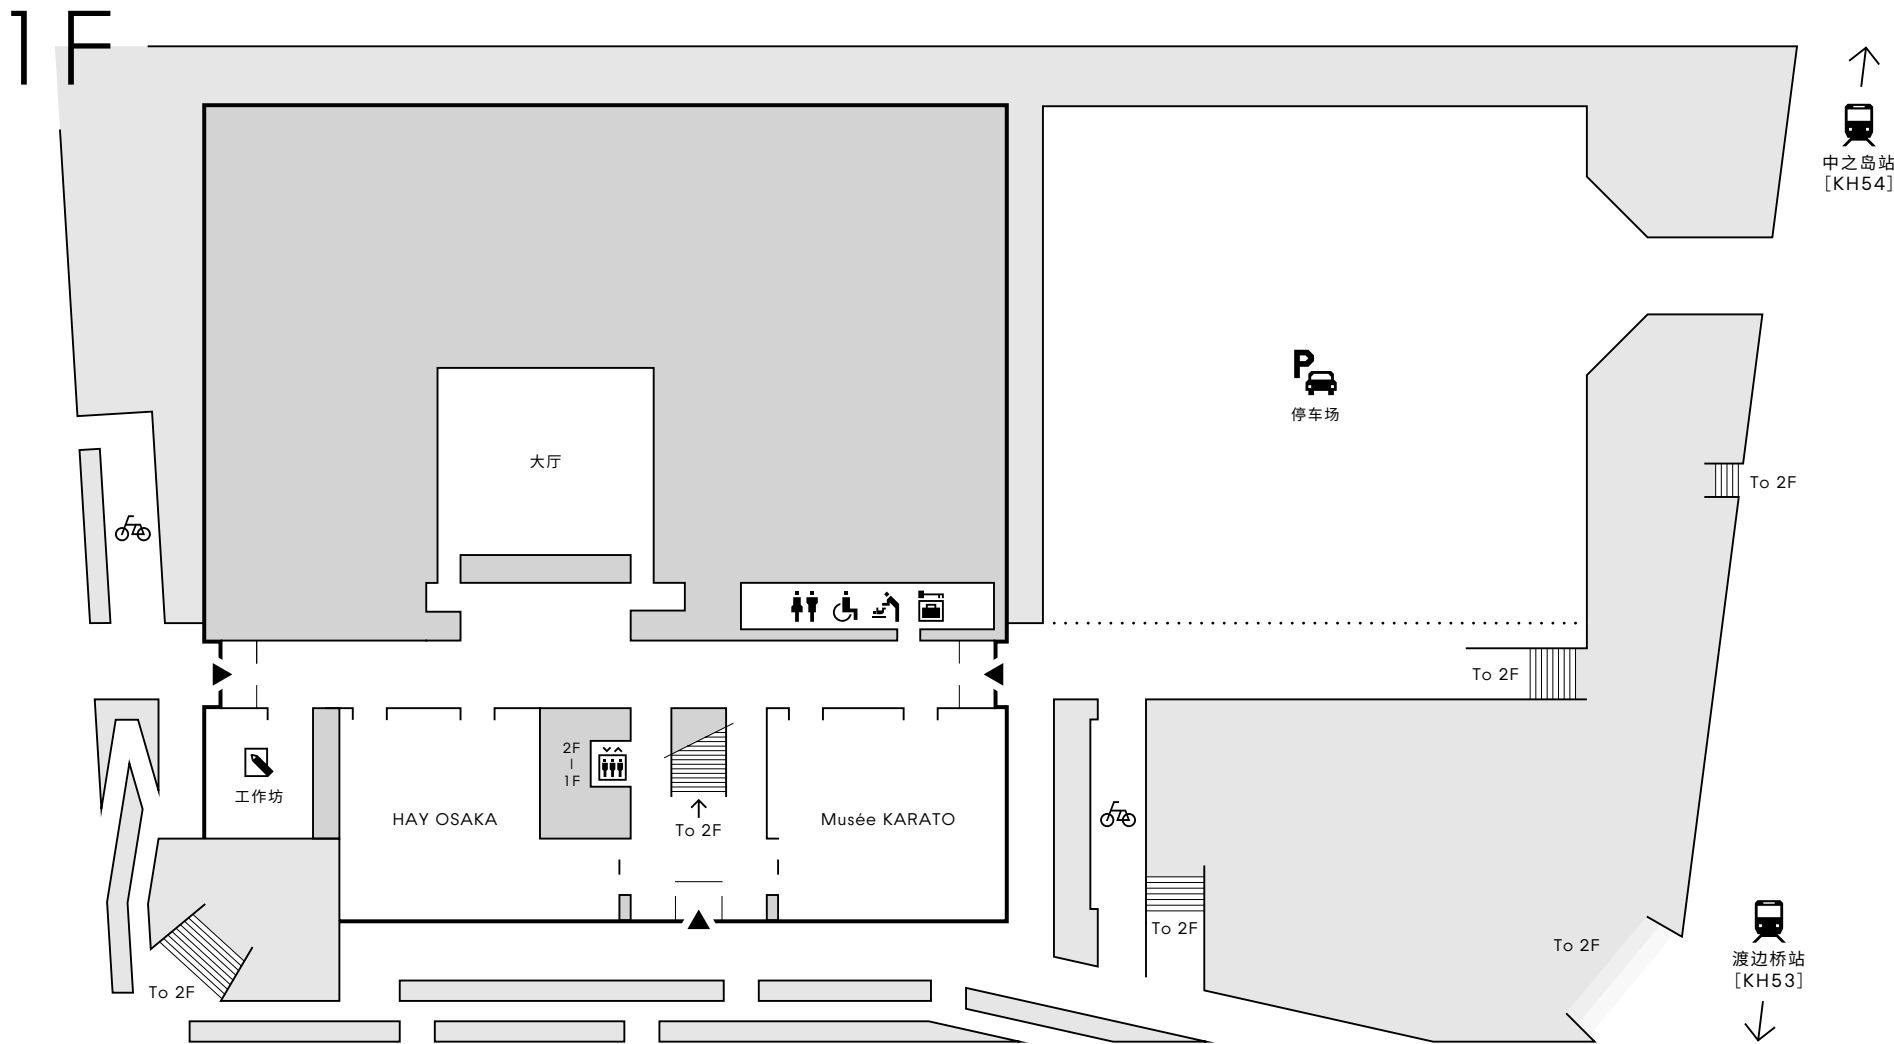 1F
中之岛站
[KH54]
P
停车场
大厅
To 2F
To 2F
2F
1F
工作坊
HAY OSAKA
Musée KARATO
To 2F
To 2F
To 2F
渡边桥站
[KH53]
To 2F